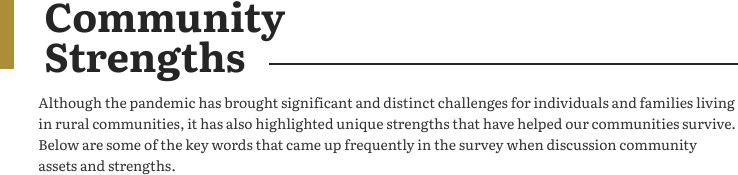 Community
Strengths
Although the pandemic has brought significant and distinct challenges for individuals and families living
in rural communities, it has also highlighted unique strengths that have helped our communities survive.
Below are some of the key words that came up frequently in the survey when discussion community
assets and strengths.